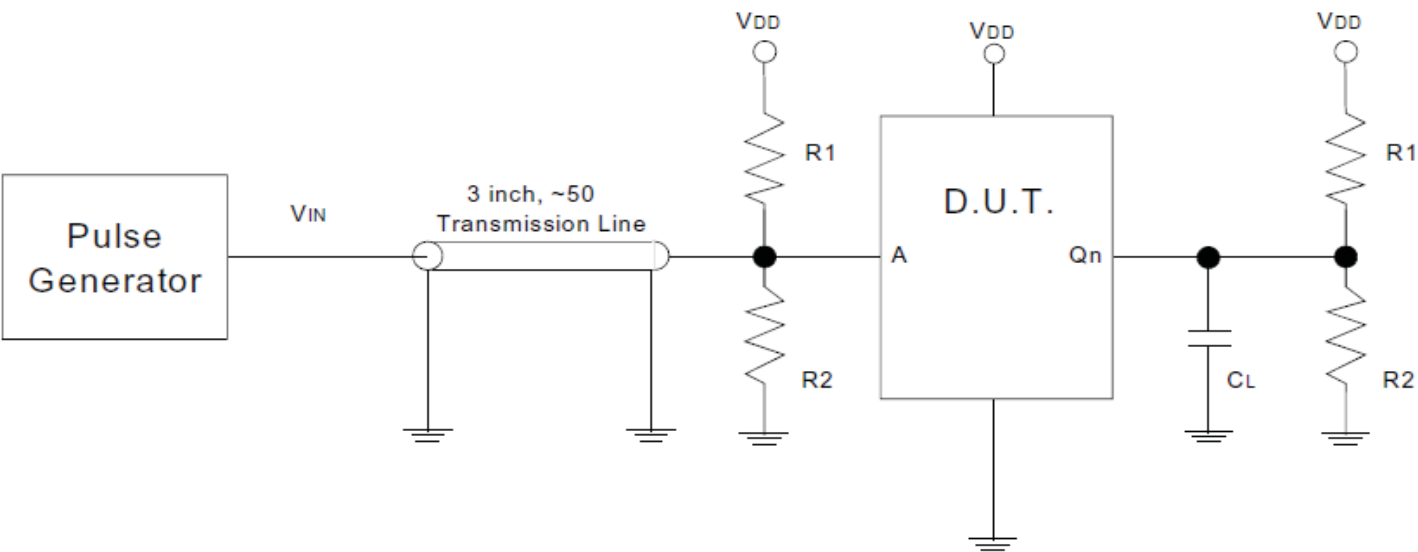 VDD
VDD
VDD
R1
R1
3 inch, ~50
Transmission Line
D.U.T.
VIN
Pulse
Generator
A
Qn
R2
CL
R2